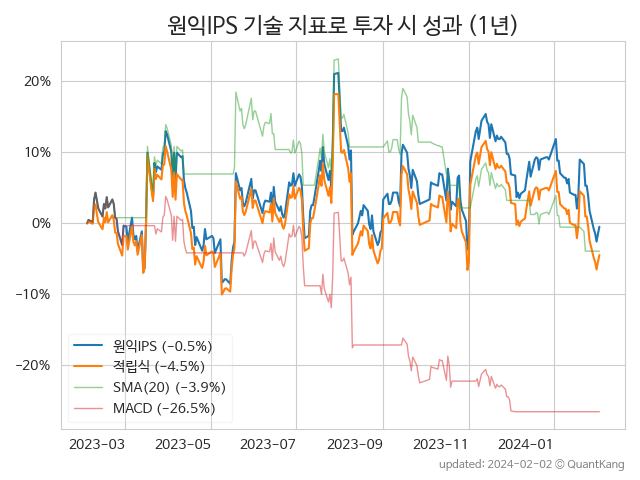 원익IPS 기술 지표로 투자 시 성과 (1년)
20%
10%
0%
−10%
−20%
원익IPS (−0.5%)
적립식 (−4.5%)
SMA(20) (−3.9%)
MACD (−26.5%)
2023-03 2023-05 2023-07 2023-09 2023-11 2024-01
updated: 2024-02-02 © QuantKang